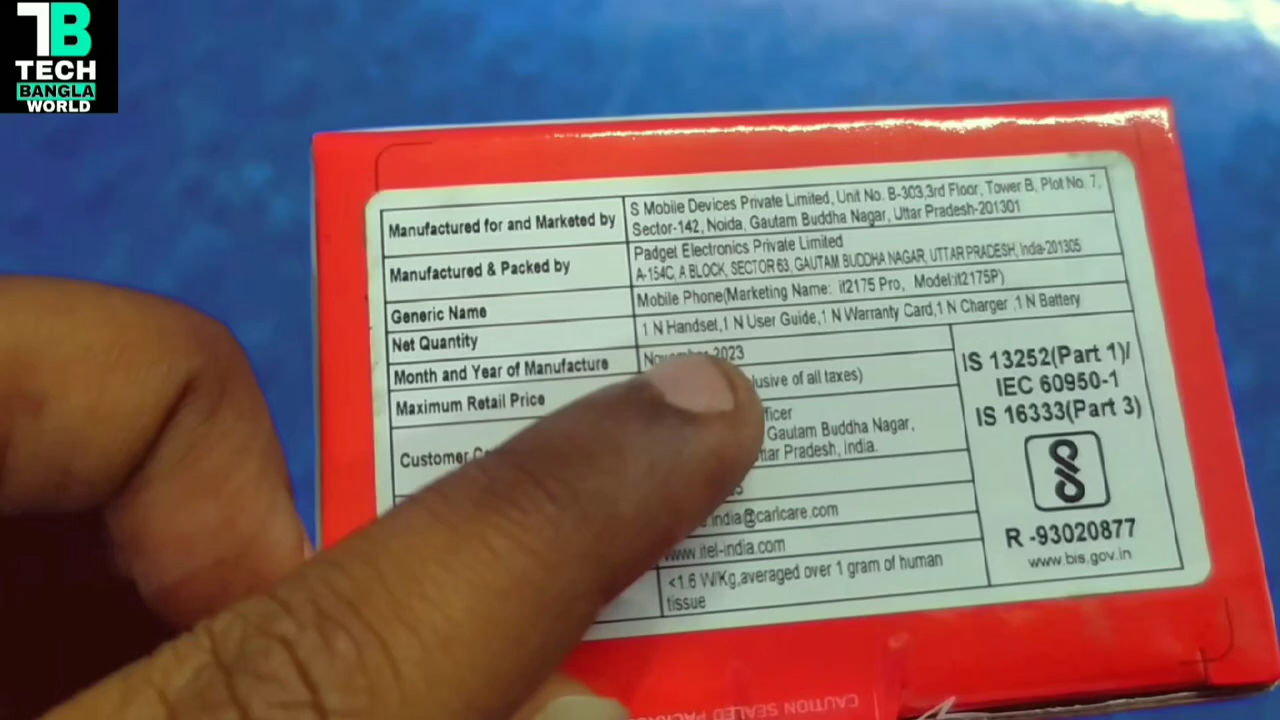 TB
TECH
BANGLA
WORLD
Manufactured for and Marketed by
S Mobile Devices Private Limited, Unit No. B-303,3rd Floor, Tower B, Plot No. 7,
Sector-142, Noida, Gautam Buddha Nagar, Uttar Pradesh-201301
Manufactured & Packed by
Padget Electronics Private Limited
A-154C, A BLOCK, SECTOR 63, GAUTAM BUDDHA NAGAR, UTTAR PRADESH, India-201305
Generic Name
Mobile Phone(Marketing Name: it2175 Pro, Model:it2175P)
Net Quantity
1 N Handset,1 N User Guide,1 N Warranty Card,1 N Charger ,1 N Battery
Month and Year of Manufacture
2023
Maximum Retail Price
of all taxes)
Customer
Gautam Buddha Nagar,
Pradesh, India.
india@carlcare.com
www.itel-india.com
<1.6 W/Kg,averaged over 1 gram of human
tissue
IS 13252(Part 1)/
IEC 60950-1
IS 16333(Part 3)
R -93020877
www.bis.gov.in
CAUTION SEALED